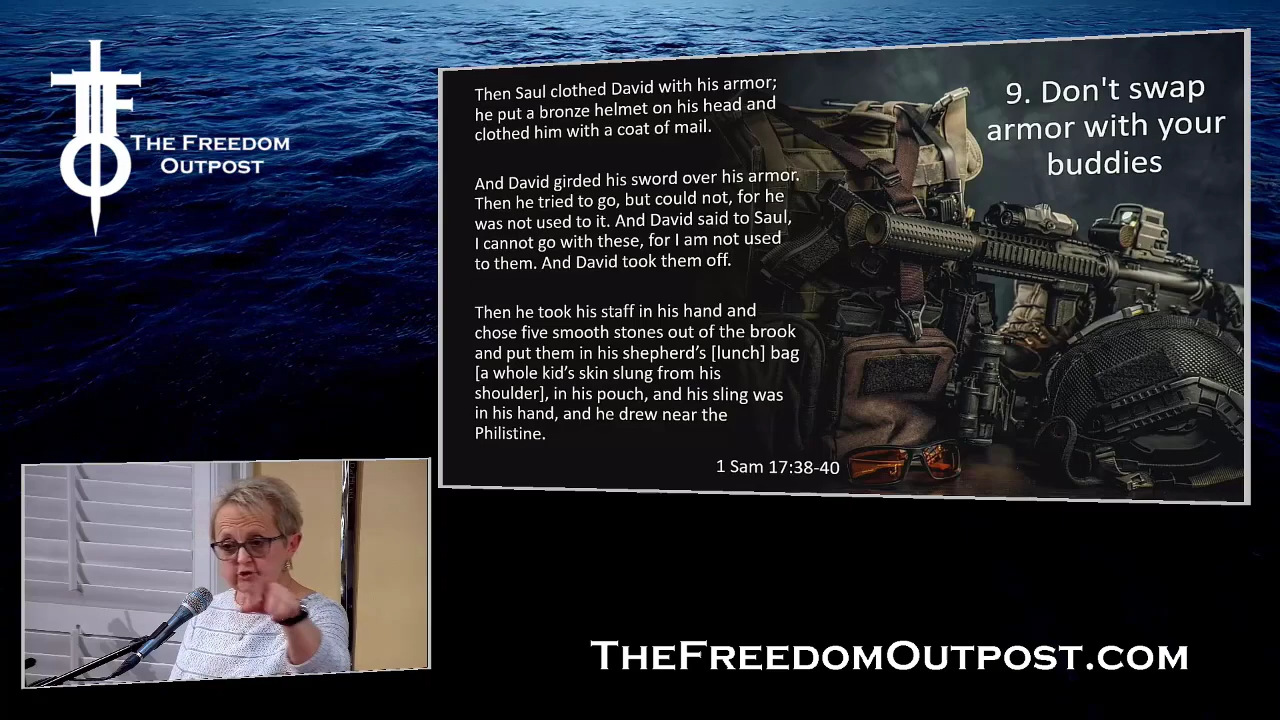 THE FREEDOM
OUTPOST
Then Saul clothed David with his armor;
he put a bronze helmet on his head and
clothed him with a coat of mail.
And David girded his sword over his armor.
Then he tried to go, but could not, for he
was not used to it. And David said to Saul,
I cannot go with these, for I am not used
to them. And David took them off.
Then he took his staff in his hand and
chose five smooth stones out of the brook
and put them in his shepherd's [lunch] bag
[a whole kid's skin slung from his
shoulder], in his pouch, and his sling was
in his hand, and he drew near the
Philistine.
1 Sam 17:38-40
9. Don't swap
armor with your
buddies
THEFREEDOMOUTPOST.COM